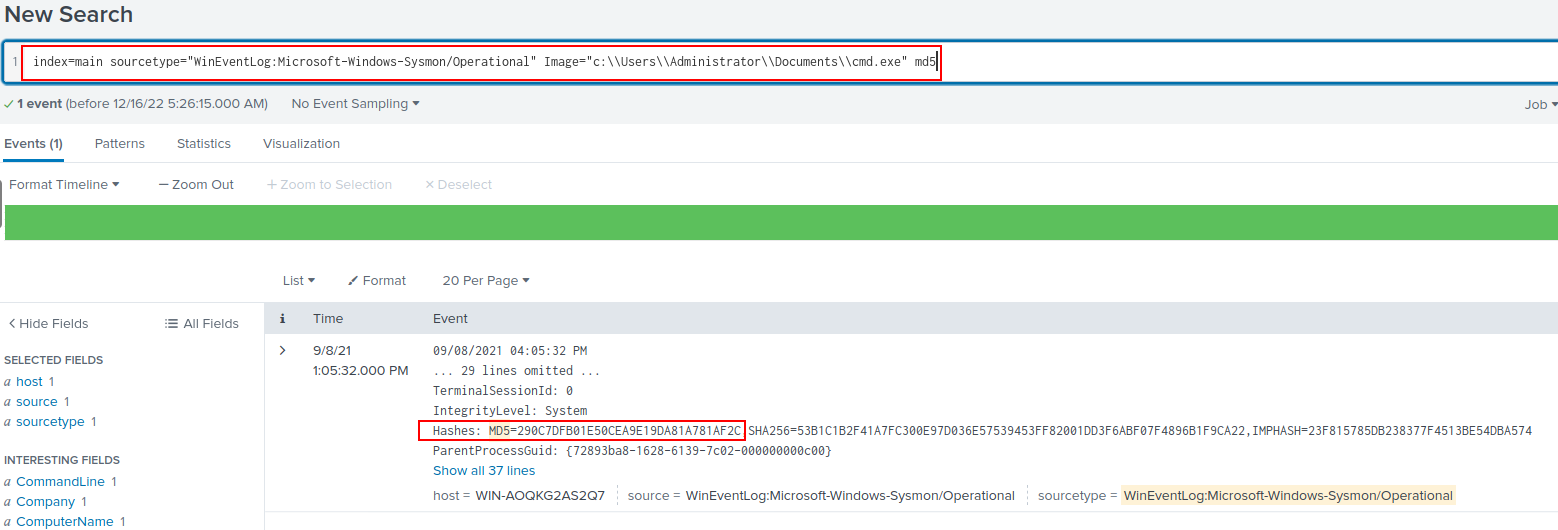 New Search
1 index=main sourcetype="WinEventLog:Microsoft-Windows-Sysmon/Operational" Image="c:\\Users\\Administrator\\Documents\\cmd.exe" md5
1 event (before 12/16/22 5:26:15.000 AM) No Event Sampling Job
Events (1) Patterns Statistics Visualization
Format Timeline — Zoom Out + Zoom to Selection × Deselect
List Format 20 Per Page
< Hide Fields All Fields i Time Event
SELECTED FIELDS
a host 1
a source 1
a sourcetype 1
INTERESTING FIELDS
a CommandLine 1
a Company 1
a ComputerName 1
> 9/8/21
1:05:32.000 PM
09/08/2021 04:05:32 PM
... 29 lines omitted ...
TerminalSessionId: 0
IntegrityLevel: System
Hashes: MD5=290C7DFB01E50CEA9E19DA81A781AF2C,SHA256=53B1C1B2F41A7FC300E97D036E57539453FF82001DD3F6ABF07F4896B1F9CA22,IMPHASH=23F815785DB238377F4513BE54DBA574
ParentProcessGuid: {72893ba8-1628-6139-7c02-000000000c00}
Show all 37 lines
host = WIN-AOQKG2AS2Q7 source = WinEventLog:Microsoft-Windows-Sysmon/Operational sourcetype = WinEventLog:Microsoft-Windows-Sysmon/Operational